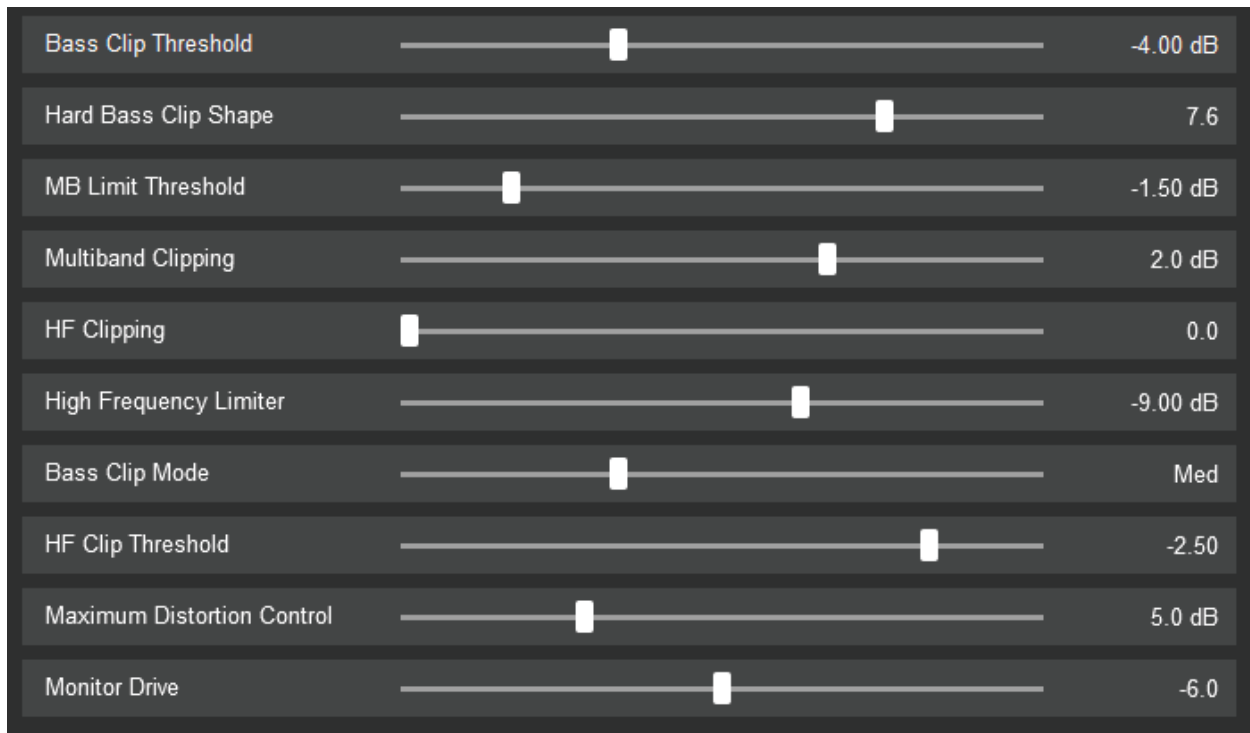 Bass Clip Threshold -4.00 dB
Hard Bass Clip Shape 7.6
MB Limit Threshold -1.50 dB
Multiband Clipping 2.0 dB
HF Clipping 0.0
High Frequency Limiter -9.00 dB
Bass Clip Mode Med
HF Clip Threshold -2.50
Maximum Distortion Control 5.0 dB
Monitor Drive -6.0